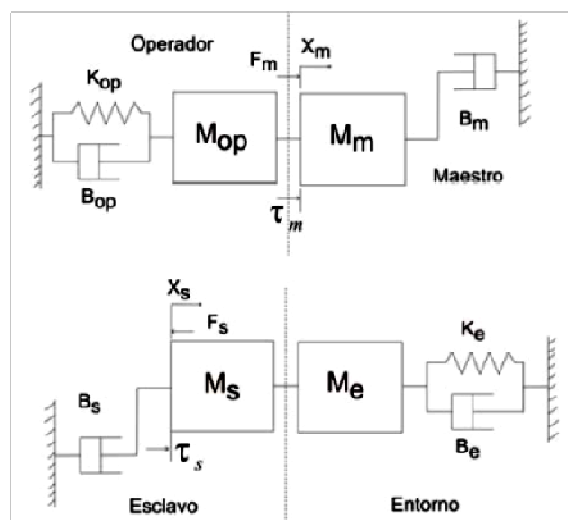 Operador
Fm
Xm
Kop
Mop
Mm
Bm
Bop
Maestro
τm
Xs
Fs
Ke
Bs
Ms
Me
τs
Be
Esclavo
Entorno